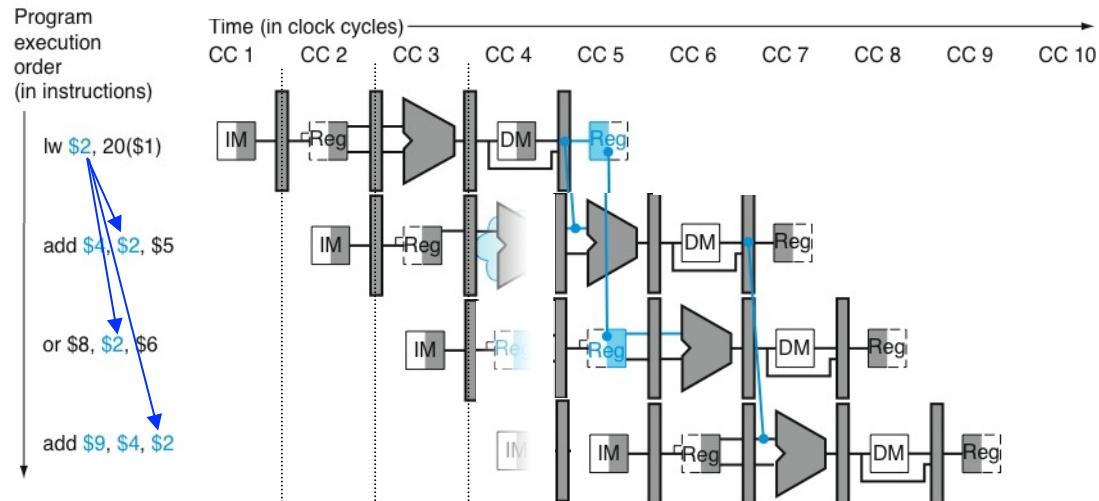 Program
execution
order
(in instructions)
Time (in clock cycles)
CC 1 CC 2 CC 3 CC 4 CC 5 CC 6 CC 7 CC 8 CC 9 CC 10
lw $2, 20($1)
IM Reg DM Reg
add $4, $2, $5
IM Reg DM Reg
or $8, $2, $6
IM Reg Reg DM Reg
add $9, $4, $2
IM IM Reg DM Reg